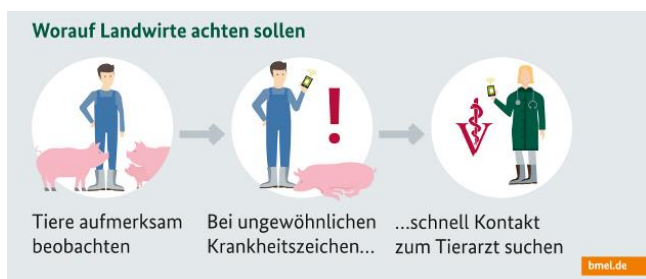 Worauf Landwirte achten sollen
Tiere aufmerksam
beobachten
Bei ungewöhnlichen
Krankheitszeichen...
...schnell Kontakt
zum Tierarzt suchen
bmel.de